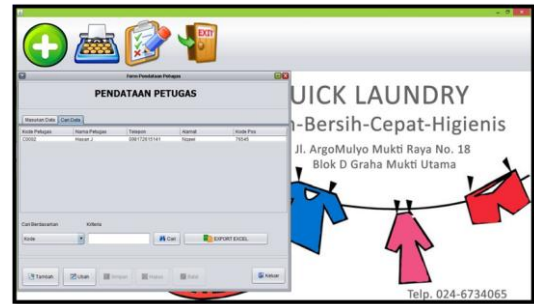 EXIT
Form Pendataan Petugas
PENDATAAN PETUGAS
Masukan Data Cari Data
Kode Petugas Nama Petugas Telepon Alamat Kode Pos
Hasan J
Cari Berdasarkan Kriteria
Kode Cari EXPORT EXCEL
Tambah Ubah Simpan Hapus Batal Keluar
UICK LAUNDRY
-Bersih-Cepat-Higienis
Jl. ArgoMulyo Mukti Raya No. 18
Blok D Graha Mukti Utama
Telp. 024-6734065